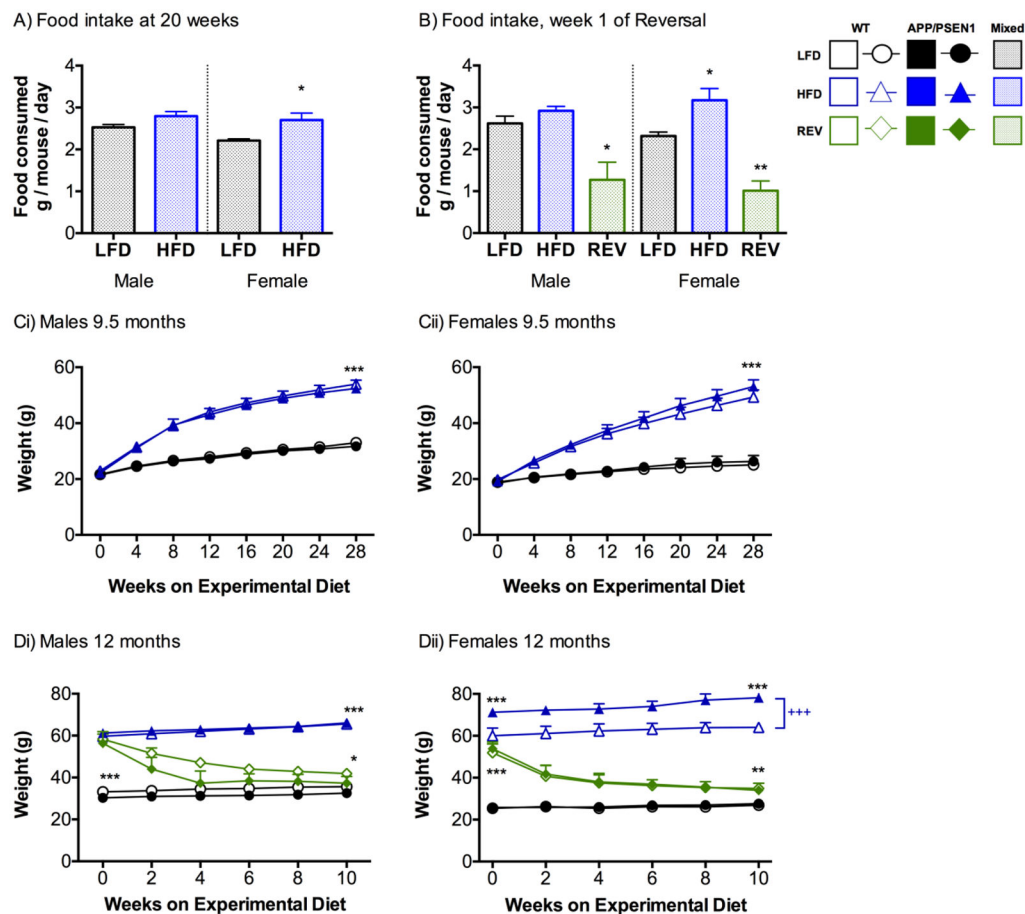 A) Food intake at 20 weeks
B) Food intake, week 1 of Reversal
WT APP/PSEN1 Mixed
LFD
HFD
REV
Food consumed
g / mouse / day
4
3
2
1
0
*
LFD HFD LFD HFD
Male Female
Food consumed
g / mouse / day
4
3
2
1
0
*
*
**
LFD HFD REV LFD HFD REV
Male Female
Ci) Males 9.5 months
Weight (g)
60
40
20
0
***
0 4 8 12 16 20 24 28
Weeks on Experimental Diet
Cii) Females 9.5 months
Weight (g)
60
40
20
0
***
0 4 8 12 16 20 24 28
Weeks on Experimental Diet
Di) Males 12 months
Weight (g)
80
60
40
20
0
***
***
*
0 2 4 6 8 10
Weeks on Experimental Diet
Dii) Females 12 months
Weight (g)
80
60
40
20
0
***
***
+++
***
**
0 2 4 6 8 10
Weeks on Experimental Diet